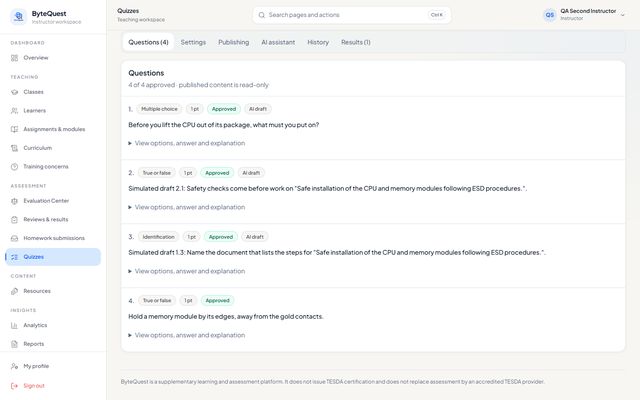 ByteQuest
Instructor workspace
DASHBOARD
Overview
TEACHING
Classes
Learners
Assignments & modules
Curriculum
Training concerns
ASSESSMENT
Evaluation Center
Reviews & results
Homework submissions
Quizzes
CONTENT
Resources
INSIGHTS
Analytics
Reports
My profile
Sign out
Quizzes
Teaching workspace
Search pages and actions
Ctrl K
QS
QA Second Instructor
Instructor
Questions (4)
Settings
Publishing
AI assistant
History
Results (1)
Questions
4 of 4 approved · published content is read-only
1. Multiple choice 1 pt Approved AI draft
Before you lift the CPU out of its package, what must you put on?
View options, answer and explanation
2. True or false 1 pt Approved AI draft
Simulated draft 2.1: Safety checks come before work on "Safe installation of the CPU and memory modules following ESD procedures.".
View options, answer and explanation
3. Identification 1 pt Approved AI draft
Simulated draft 1.3: Name the document that lists the steps for "Safe installation of the CPU and memory modules following ESD procedures.".
View options, answer and explanation
4. True or false 1 pt Approved
Hold a memory module by its edges, away from the gold contacts.
View options, answer and explanation
ByteQuest is a supplementary learning and assessment platform. It does not issue TESDA certification and does not replace assessment by an accredited TESDA provider.